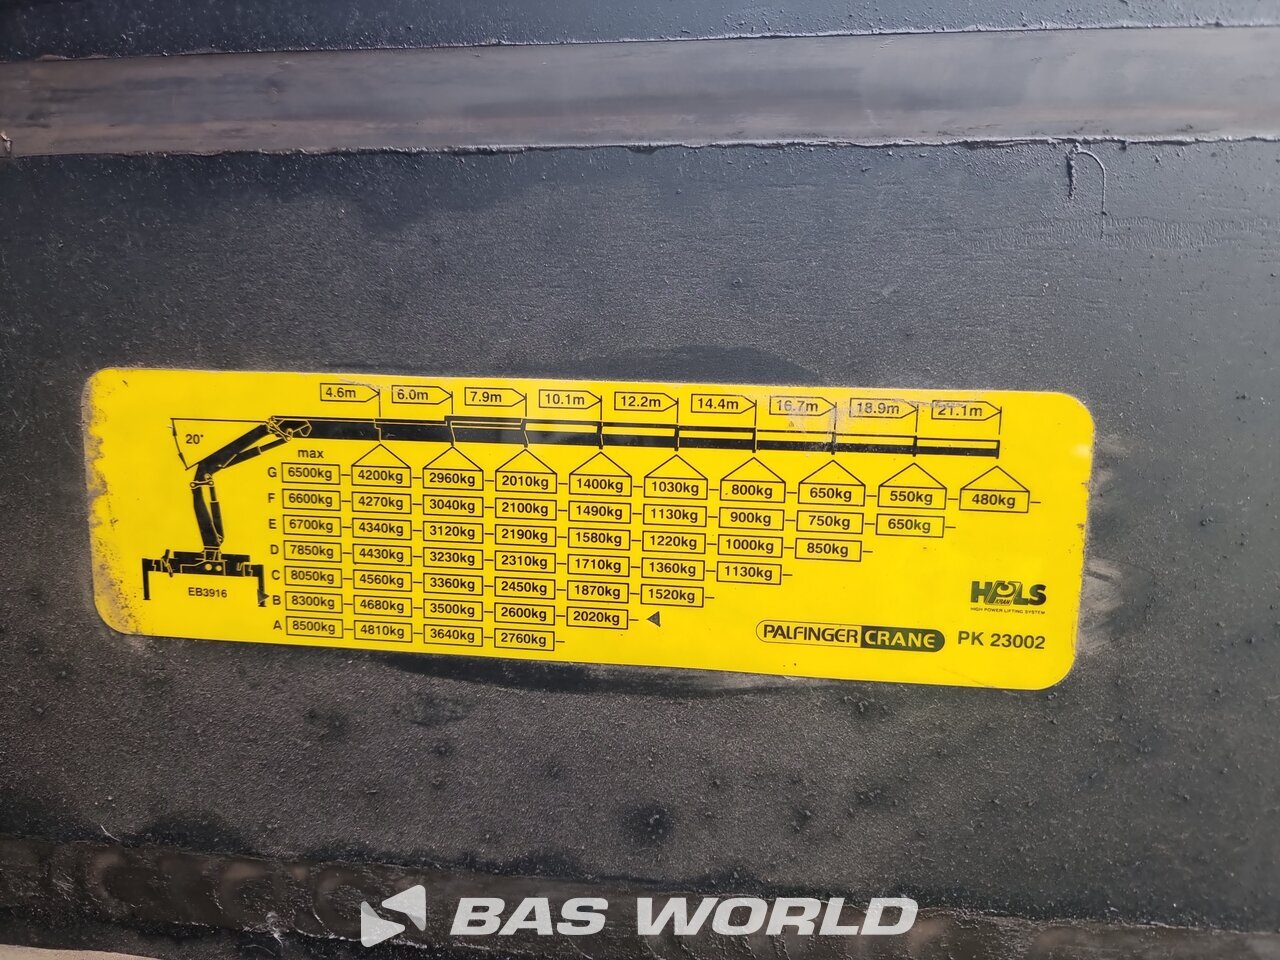 4.6m 6.0m 7.9m 10.1m 12.2m 14.4m 16.7m 18.9m 21.1m
20°
max
G 6500kg 4200kg 2960kg 2010kg 1400kg 1030kg 800kg 650kg 550kg 480kg
F 6600kg 4270kg 3040kg 2100kg 1490kg 1130kg 900kg 750kg 650kg
E 6700kg 4340kg 3120kg 2190kg 1580kg 1220kg 1000kg 850kg
D 7850kg 4430kg 3230kg 2310kg 1710kg 1360kg 1130kg
C 8050kg 4560kg 3360kg 2450kg 1870kg 1520kg
B 8300kg 4680kg 3500kg 2600kg 2020kg
A 8500kg 4810kg 3640kg 2760kg
EB3916
HPLS
HIGH POWER LIFTING SYSTEM
PALFINGER CRANE PK 23002
BAS WORLD